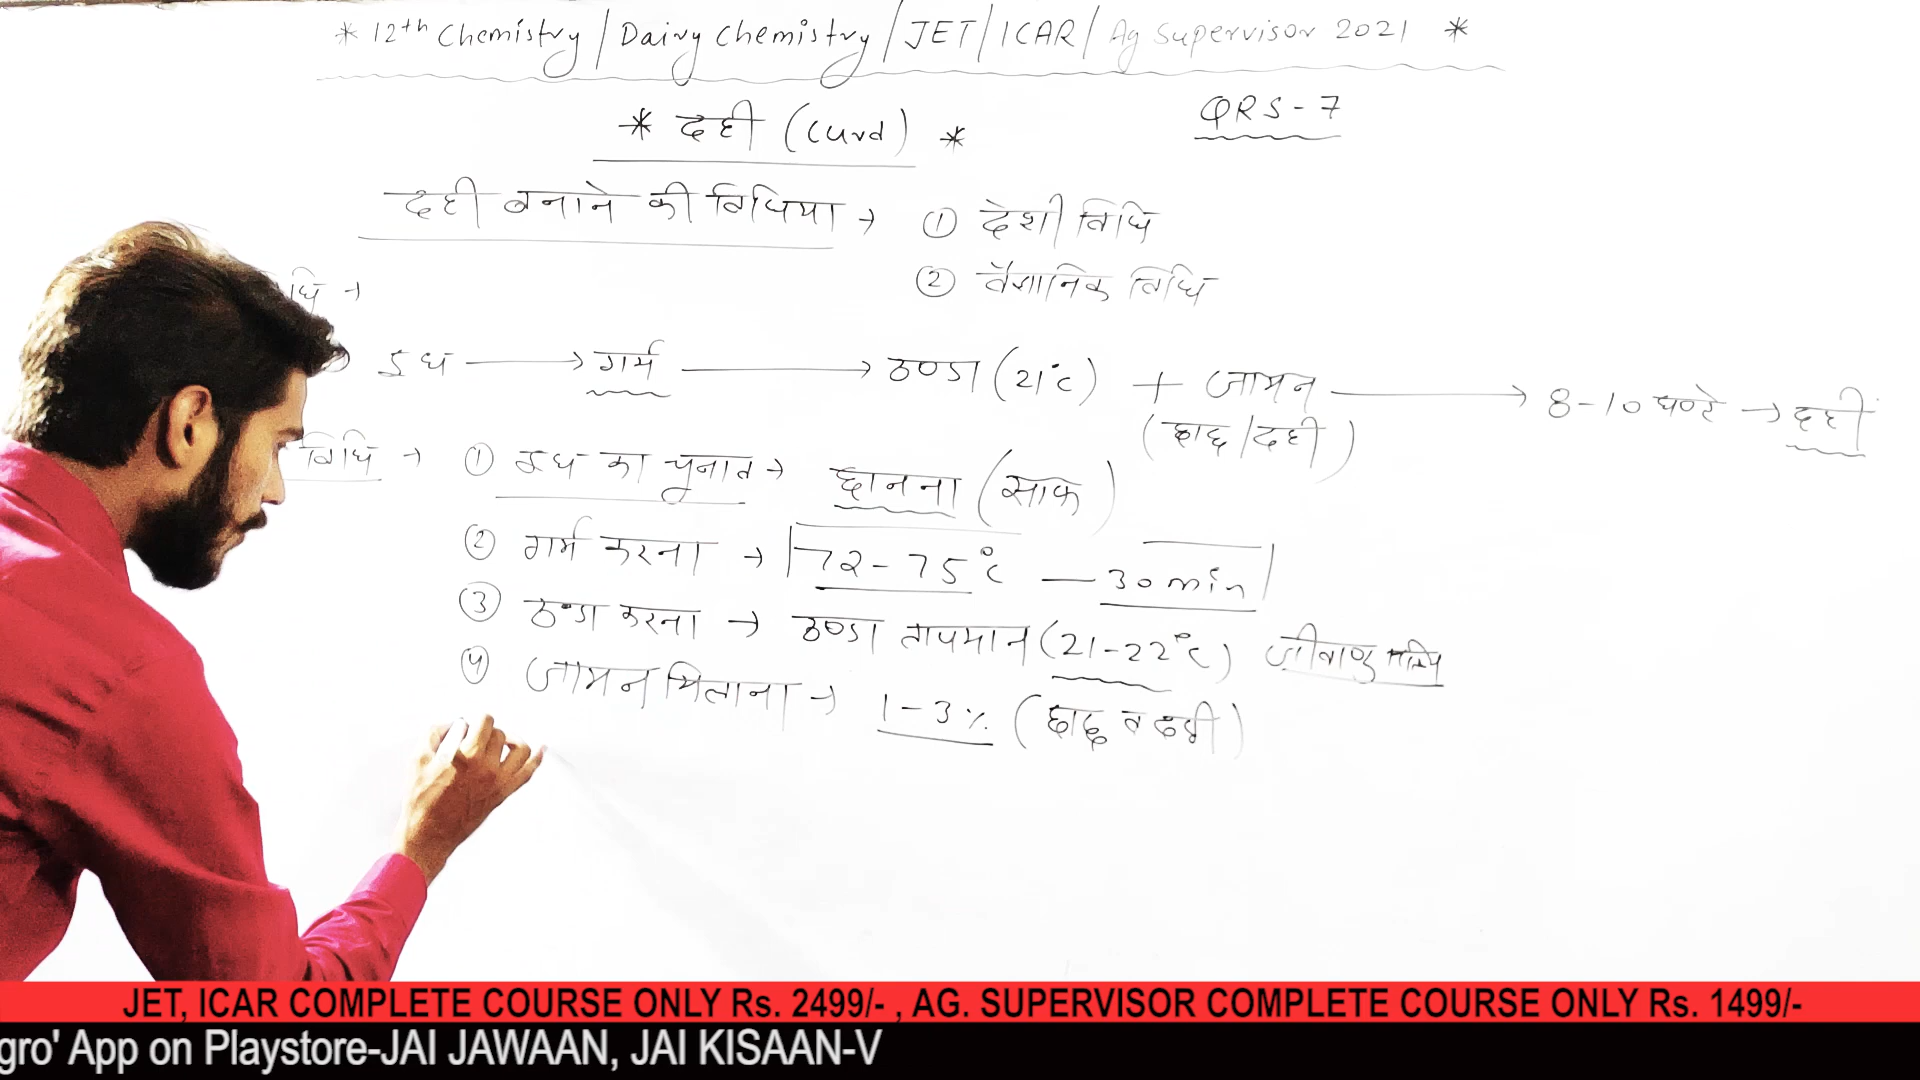 * 12th Chemistry / Dairy Chemistry / JET / ICAR / Ag Supervisor 2021 *
QRS - 7
* दही (Curd) *
दही बनाने की विधिया → ① देशी विधि
② वैज्ञानिक विधि
धि →
दुध → गर्म → ठण्डा (21°C) + जामन → 8-10 घण्टे → दही
(छाछ/दही)
विधि → ① दुध का चुनाव → छानना (साफ)
② गर्म करना → 72 - 75°C — 30 min
③ ठण्डा करना → ठण्डा तापमान (21-22°C) जीवाणु
④ जामन मिलाना → 1-3% (छाछ व दही)
JET, ICAR COMPLETE COURSE ONLY Rs. 2499/- , AG. SUPERVISOR COMPLETE COURSE ONLY Rs. 1499/-
gro' App on Playstore-JAI JAWAAN, JAI KISAAN-V